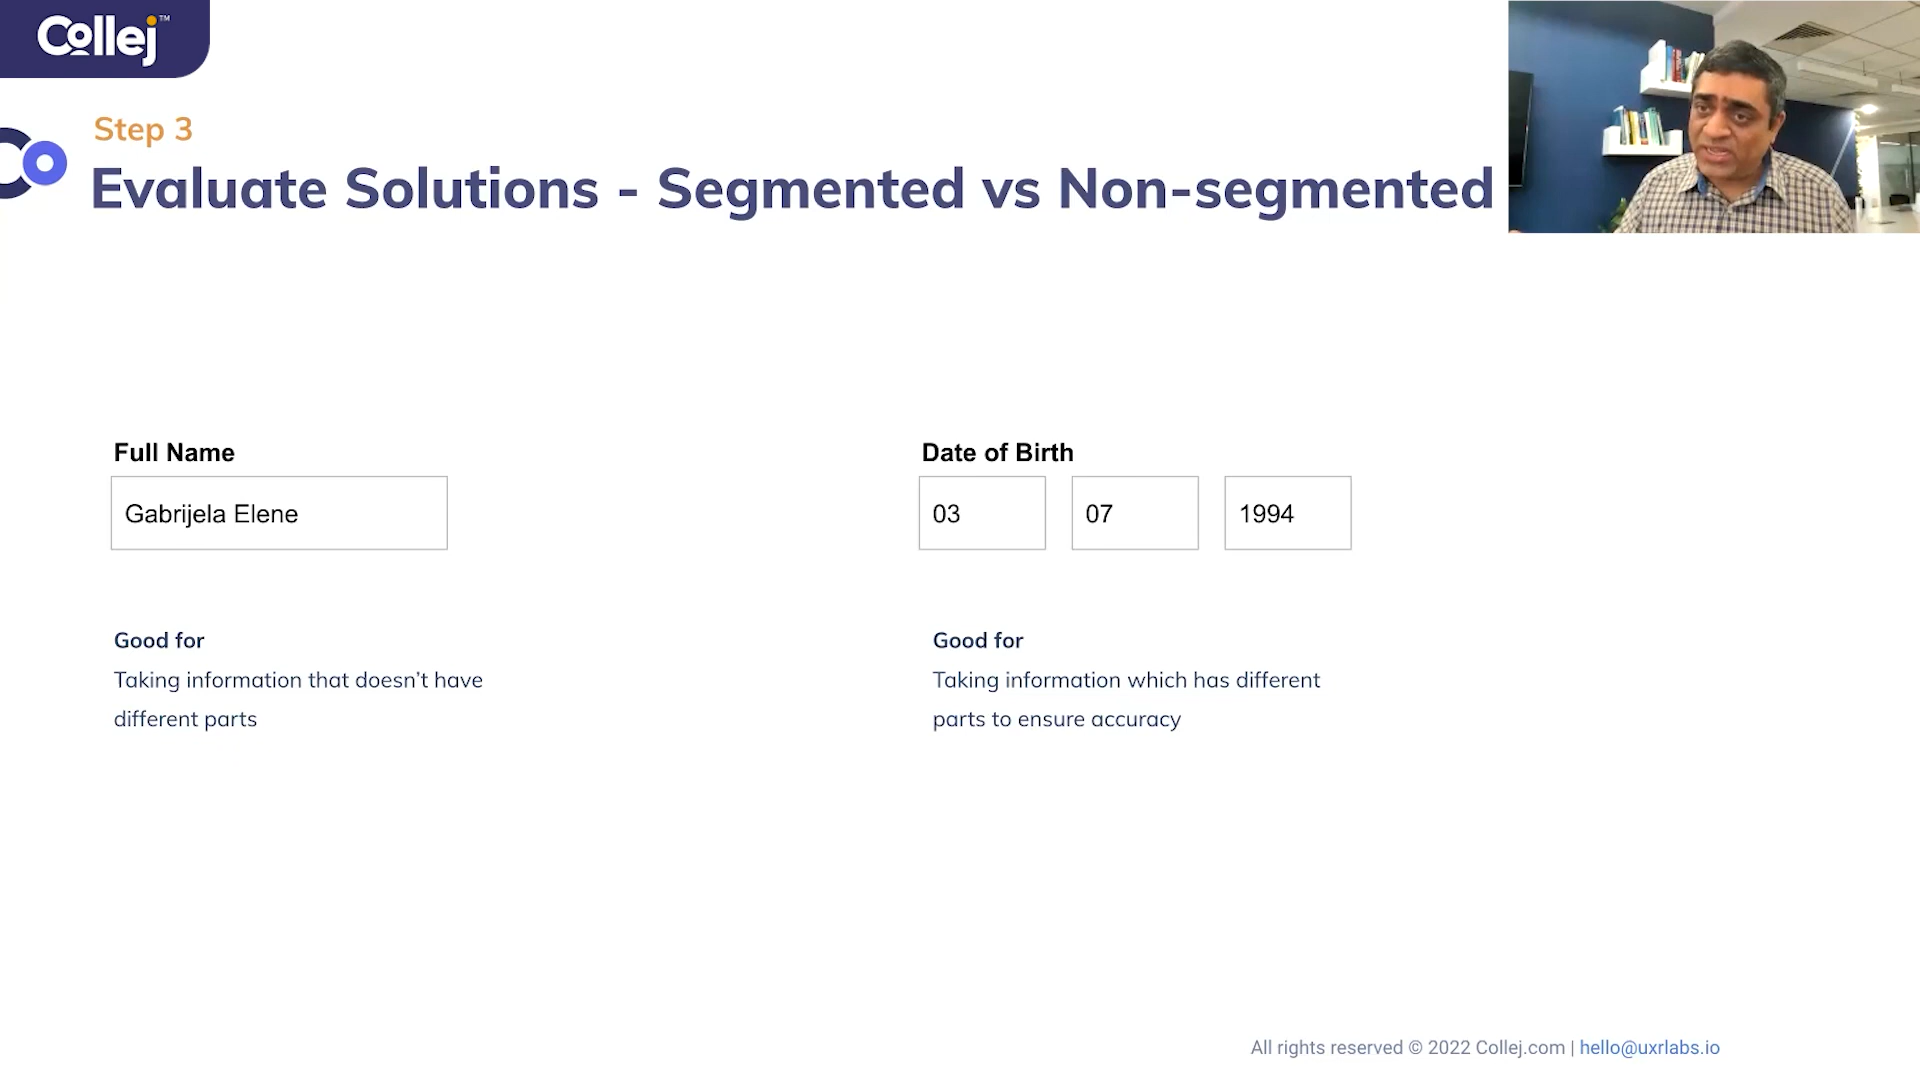 Collej™
Step 3
Evaluate Solutions - Segmented vs Non-segmented
Full Name
Gabrijela Elene
Good for
Taking information that doesn’t have
different parts
Date of Birth
03 07 1994
Good for
Taking information which has different
parts to ensure accuracy
All rights reserved © 2022 Collej.com | hello@uxrlabs.io